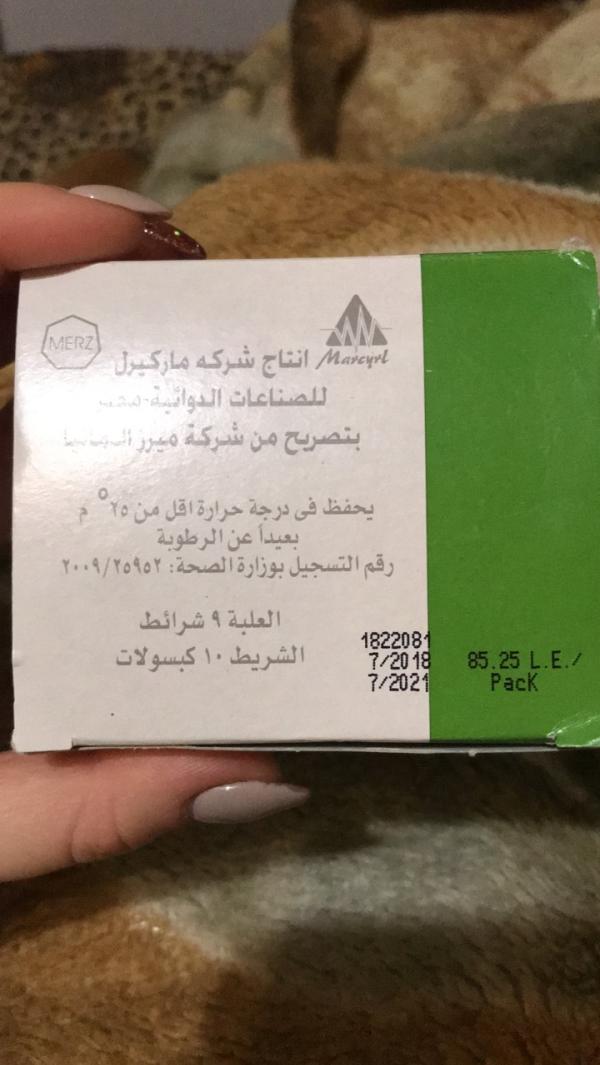 MERZ
Marcyrl
انتاج شركه ماركيرل
للصناعات الدوائية-مصر
بتصريح من شركة ميرز المانيا
يحفظ فى درجة حرارة اقل من ٢٥° م
بعيداً عن الرطوبة
رقم التسجيل بوزارة الصحة: ٢٠٠٩/٢٥٩٥٢
العلبة ٩ شرائط
الشريط ١٠ كبسولات
1822081
7/2018
7/2021
85.25 L.E./
Pack